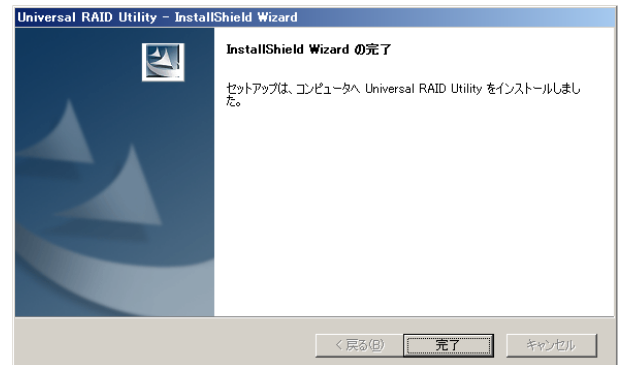 Universal RAID Utility - InstallShield Wizard
InstallShield Wizard の完了
セットアップは、コンピュータへ Universal RAID Utility をインストールしまし
た。
< 戻る(B) 完了 キャンセル